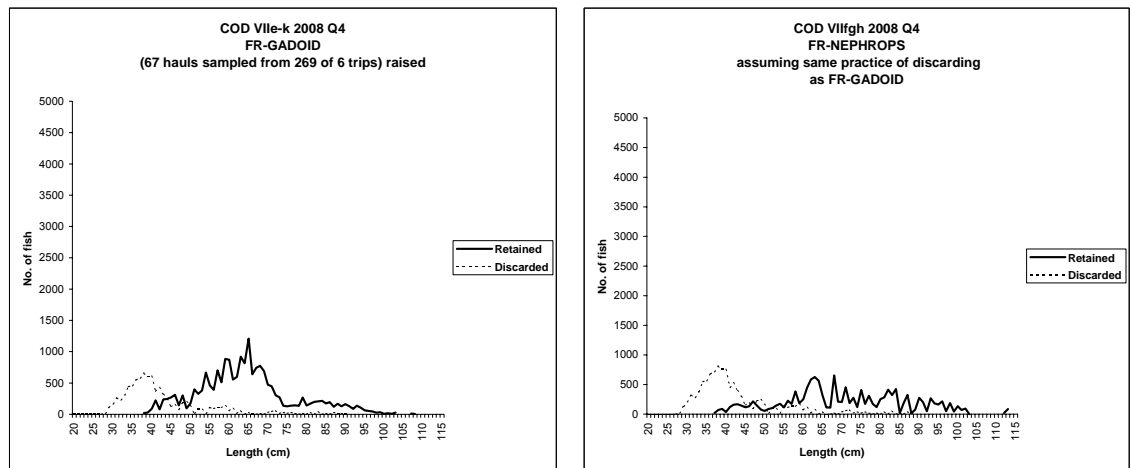 COD VIIe-k 2008 Q4
FR-GADOID
(67 hauls sampled from 269 of 6 trips) raised
5000
4500
4000
3500
3000
2500
2000
1500
1000
500
0
No. of fish
20 25 30 35 40 45 50 55 60 65 70 75 80 85 90 95 100 105 110 115
Length (cm)
Retained
Discarded
COD VIIfgh 2008 Q4
FR-NEPHROPS
assuming same practice of discarding
as FR-GADOID
5000
4500
4000
3500
3000
2500
2000
1500
1000
500
0
No. of fish
20 25 30 35 40 45 50 55 60 65 70 75 80 85 90 95 100 105 110 115
Length (cm)
Retained
Discarded